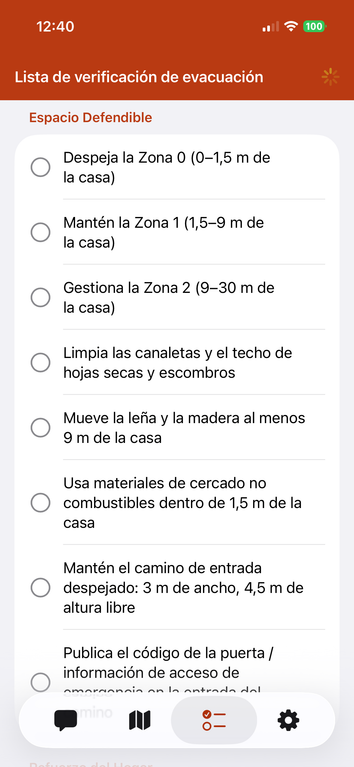 12:40
100
Lista de verificación de evacuación
Espacio Defendible
Despeja la Zona 0 (0–1,5 m de
la casa)
Mantén la Zona 1 (1,5–9 m de
la casa)
Gestiona la Zona 2 (9–30 m de
la casa)
Limpia las canaletas y el techo de
hojas secas y escombros
Mueve la leña y la madera al menos
9 m de la casa
Usa materiales de cercado no
combustibles dentro de 1,5 m de la
casa
Mantén el camino de entrada
despejado: 3 m de ancho, 4,5 m de
altura libre
Publica el código de la puerta /
información de acceso de
emergencia en la entrada del
camino
Refuerzo del Hogar